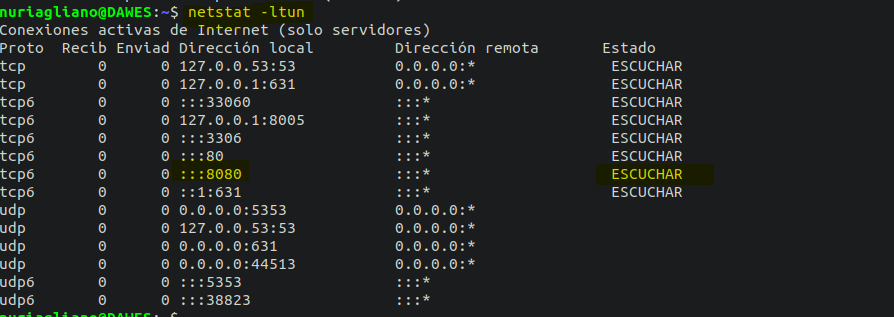 nuriagliano@DAWES:~$ netstat -ltun
Conexiones activas de Internet (solo servidores)
Proto  Recib Enviad Dirección local         Dirección remota       Estado
tcp        0      0 127.0.0.53:53           0.0.0.0:*               ESCUCHAR
tcp        0      0 127.0.0.1:631           0.0.0.0:*               ESCUCHAR
tcp6       0      0 :::33060                :::*                    ESCUCHAR
tcp6       0      0 127.0.0.1:8005          :::*                    ESCUCHAR
tcp6       0      0 :::3306                 :::*                    ESCUCHAR
tcp6       0      0 :::80                   :::*                    ESCUCHAR
tcp6       0      0 :::8080                 :::*                    ESCUCHAR
tcp6       0      0 ::1:631                 :::*                    ESCUCHAR
udp        0      0 0.0.0.0:5353            0.0.0.0:*
udp        0      0 127.0.0.53:53           0.0.0.0:*
udp        0      0 0.0.0.0:631             0.0.0.0:*
udp        0      0 0.0.0.0:44513           0.0.0.0:*
udp6       0      0 :::5353                 :::*
udp6       0      0 :::38823                :::*
nuriagliano@DAWES:~$